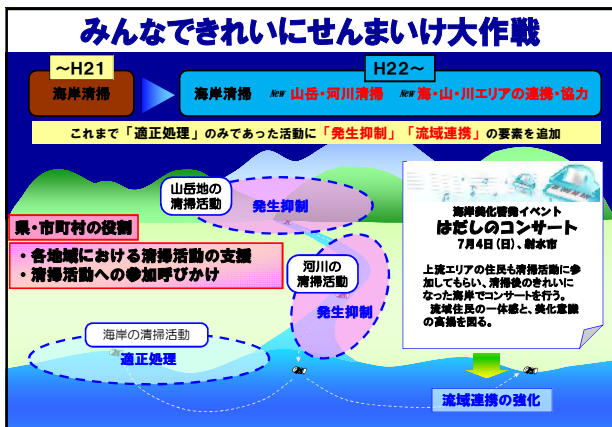 みんなできれいにせんまいけ大作戦
～H21
海岸清掃
H22～
海岸清掃 New 山岳・河川清掃 New 海・山・川エリアの連携・協力
これまで「適正処理」のみであった活動に「発生抑制」「流域連携」の要素を追加
山岳地の
清掃活動
発生抑制
県・市町村の役割
・各地域における清掃活動の支援
・清掃活動への参加呼びかけ
河川の
清掃活動
発生抑制
海岸の清掃活動
適正処理
海岸美化啓発イベント
はだしのコンサート
7月4日(日)、射水市
上流エリアの住民も清掃活動に参
加してもらい、清掃後のきれいに
なった海岸でコンサートを行う。
流域住民の一体感と、美化意識
の高揚を図る。
流域連携の強化